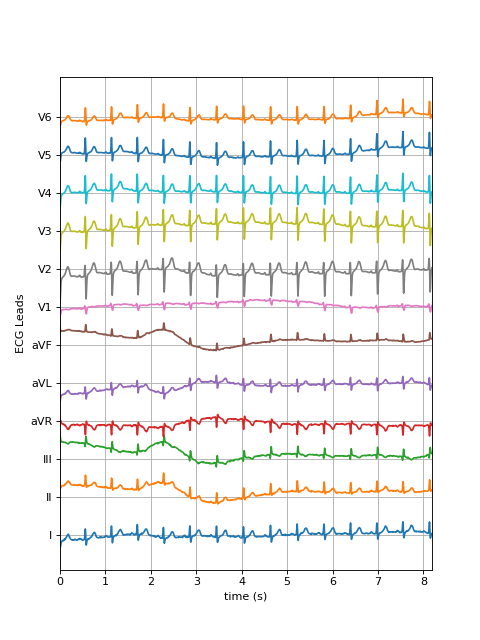 V6
V5
V4
V3
V2
V1
aVF
aVL
aVR
III
II
I
ECG Leads
0 1 2 3 4 5 6 7 8
time (s)